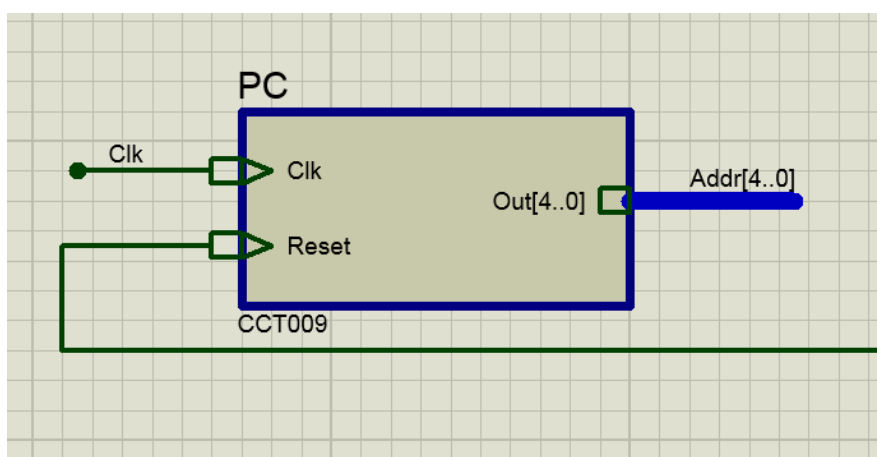 PC
Clk
Clk
Addr[4..0]
Out[4..0]
Reset
CCT009